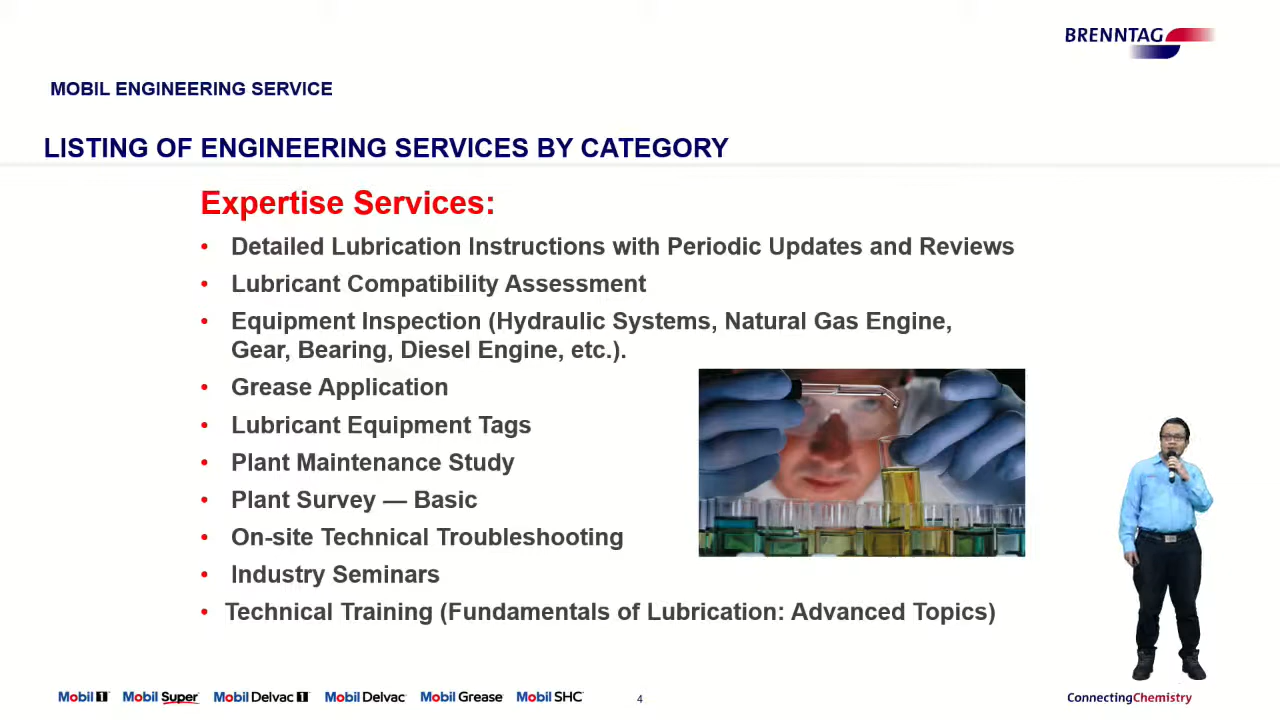 BRENNTAG
MOBIL ENGINEERING SERVICE
LISTING OF ENGINEERING SERVICES BY CATEGORY
Expertise Services:
• Detailed Lubrication Instructions with Periodic Updates and Reviews
• Lubricant Compatibility Assessment
• Equipment Inspection (Hydraulic Systems, Natural Gas Engine,
Gear, Bearing, Diesel Engine, etc.).
• Grease Application
• Lubricant Equipment Tags
• Plant Maintenance Study
• Plant Survey — Basic
• On-site Technical Troubleshooting
• Industry Seminars
• Technical Training (Fundamentals of Lubrication: Advanced Topics)
Mobil 1 Mobil Super Mobil Delvac 1 Mobil Delvac Mobil Grease Mobil SHC 4 ConnectingChemistry